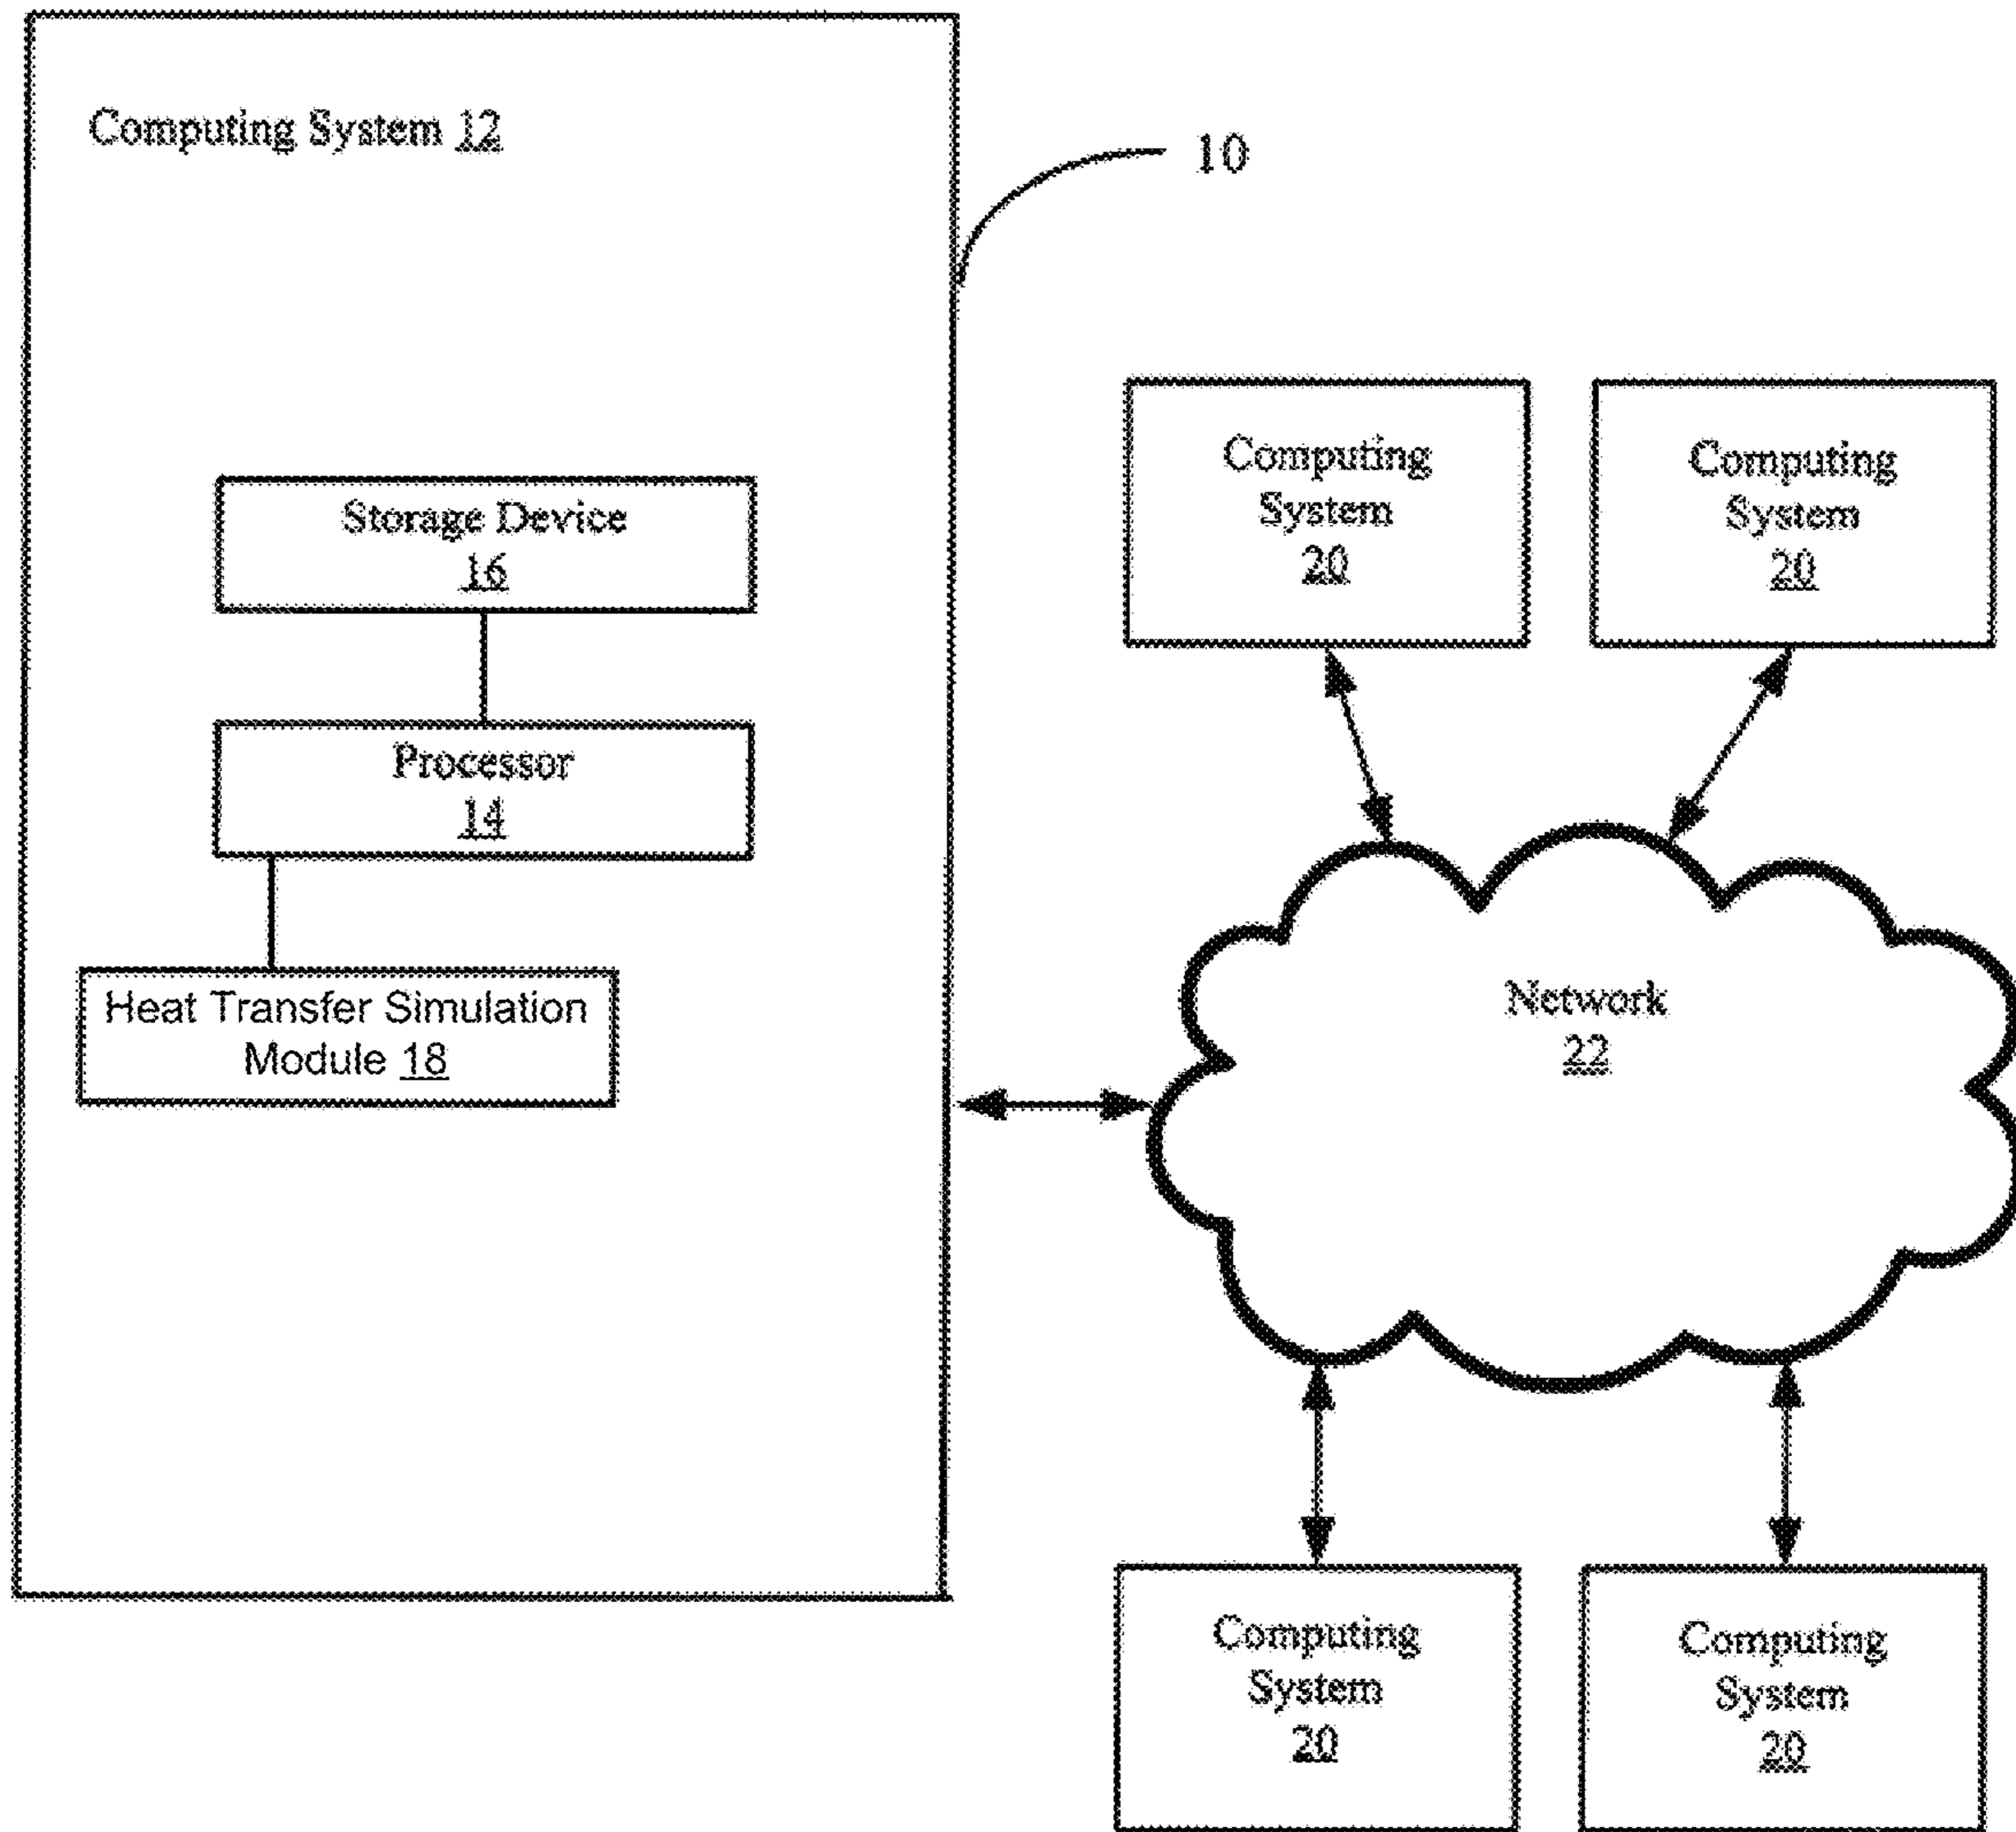 Computing System 12
10
Storage Device
16
Processor
14
Heat Transfer Simulation
Module 18
Computing
System
20
Computing
System
20
Network
22
Computing
System
20
Computing
System
20